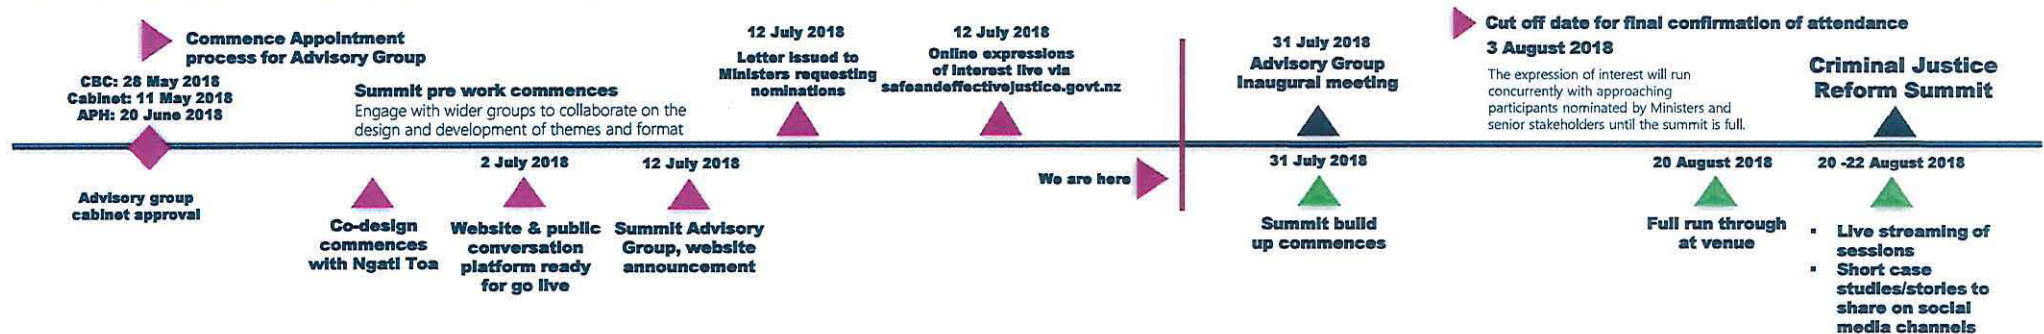 Commence Appointment
process for Advisory Group
CBC: 28 May 2018
Cabinet: 11 May 2018
APH: 20 June 2018
Advisory group
cabinet approval
Summit pre work commences
Engage with wider groups to collaborate on the
design and development of themes and format
Co-design
commences
with Ngati Toa
2 July 2018
Website & public
conversation
platform ready
for go live
12 July 2018
Summit Advisory
Group, website
announcement
12 July 2018
Letter issued to
Ministers requesting
nominations
12 July 2018
Online expressions
of interest live via
safeandeffectivejustice.govt.nz
We are here
31 July 2018
Advisory Group
Inaugural meeting
31 July 2018
Summit build
up commences
Cut off date for final confirmation of attendance
3 August 2018
The expression of interest will run
concurrently with approaching
participants nominated by Ministers and
senior stakeholders until the summit is full.
20 August 2018
Full run through
at venue
Criminal Justice
Reform Summit
20 -22 August 2018
▪ Live streaming of
sessions
▪ Short case
studies/stories to
share on social
media channels